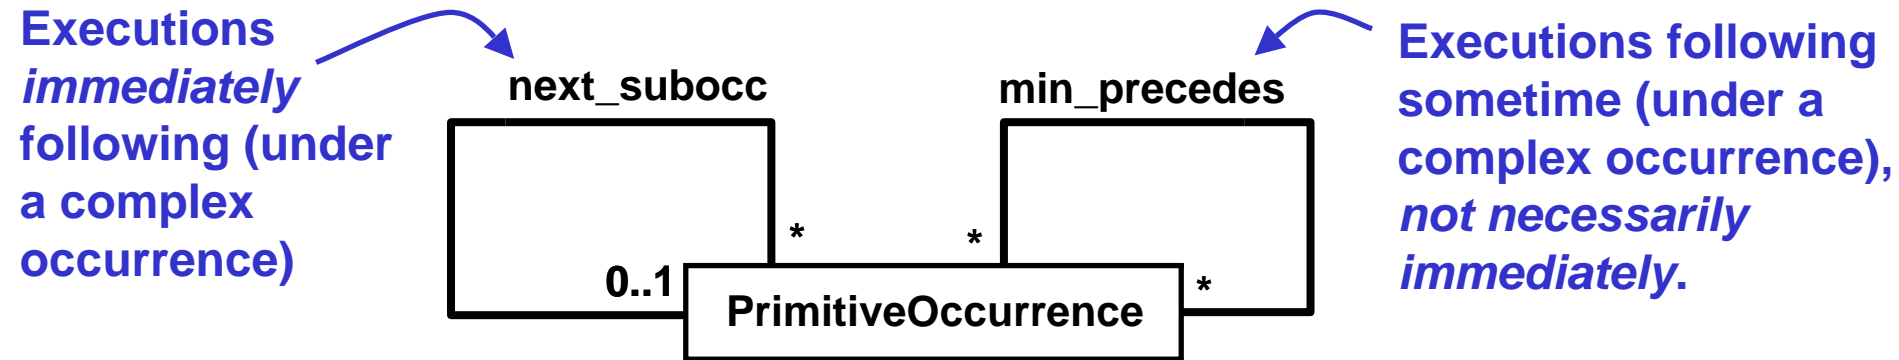 Executions
immediately
following (under
a complex
occurrence)
next_subocc
min_precedes
Executions following
sometime (under a
complex occurrence),
not necessarily
immediately.
*
*
0..1
*
PrimitiveOccurrence